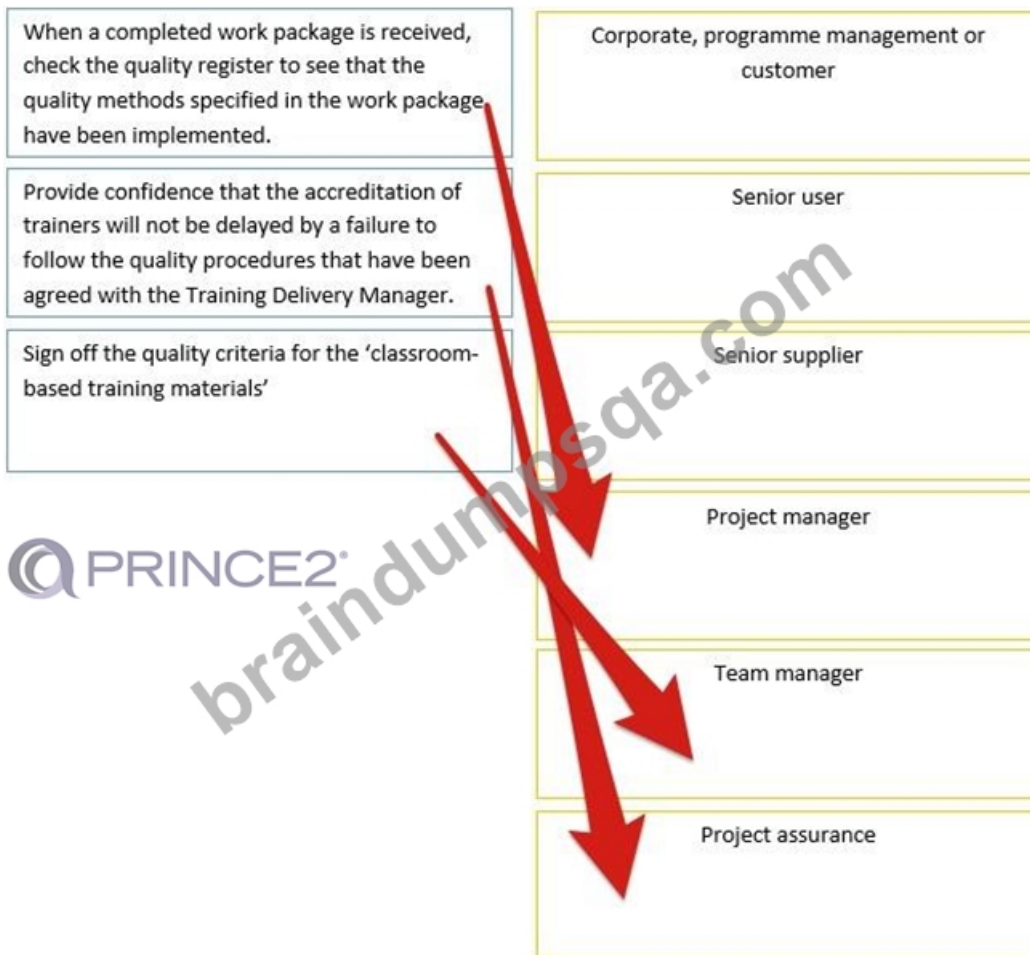 When a completed work package is received,
check the quality register to see that the
quality methods specified in the work package
have been implemented.
Provide confidence that the accreditation of
trainers will not be delayed by a failure to
follow the quality procedures that have been
agreed with the Training Delivery Manager.
Sign off the quality criteria for the ‘classroom-
based training materials’
PRINCE2®
Corporate, programme management or
customer
Senior user
Senior supplier
Project manager
Team manager
Project assurance
braindumpsqa.com